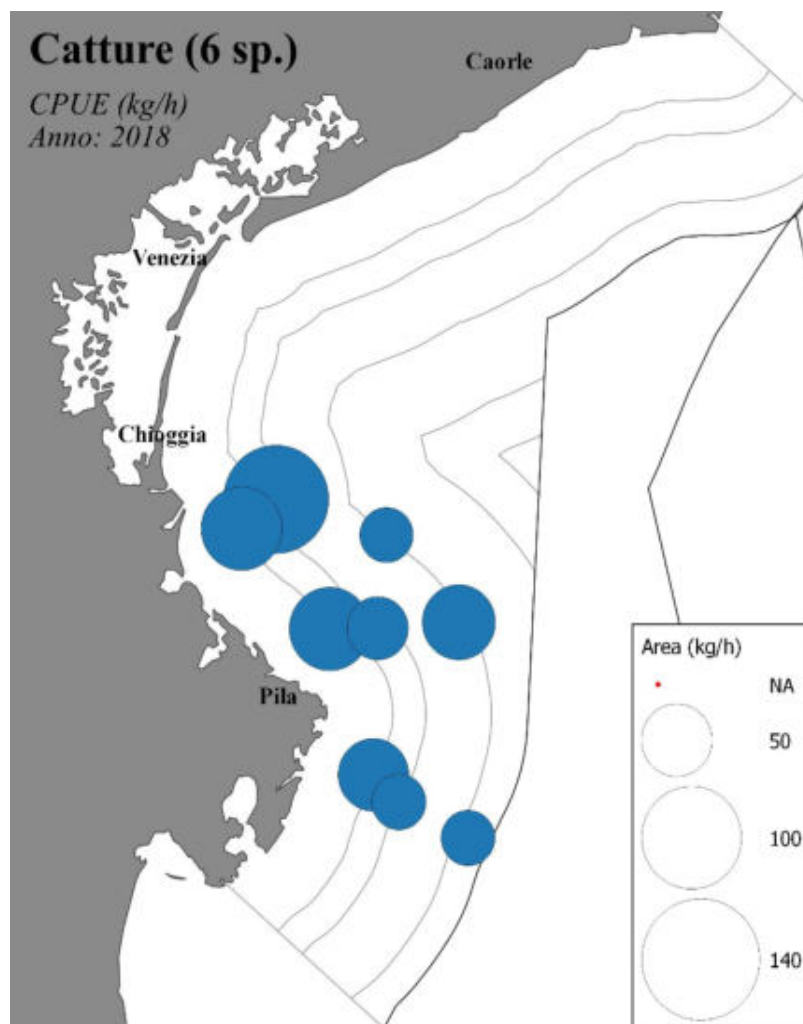 Catture (6 sp.)
CPUE (kg/h)
Anno: 2018
Caorle
Venezia
Chioggia
Pila
Area (kg/h)
NA
50
100
140